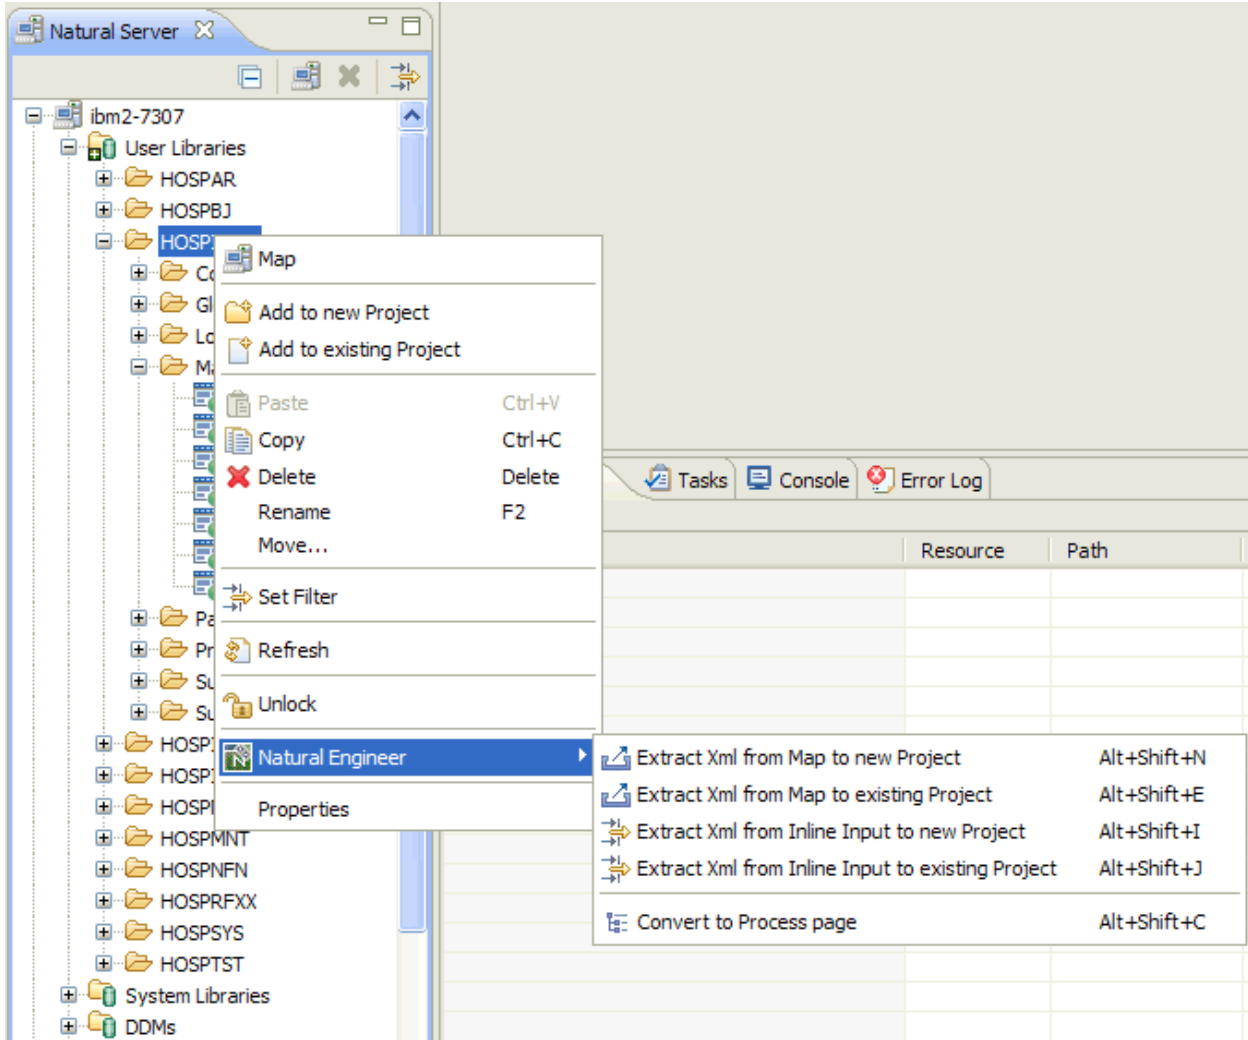 Natural Server
ibm2-7307
User Libraries
HOSPAR
HOSPBJ
Map
Add to new Project
Add to existing Project
Paste Ctrl+V
Copy Ctrl+C
Delete Delete
Rename F2
Move...
Set Filter
Refresh
Unlock
Natural Engineer
Properties
Tasks Console Error Log
Resource Path
Extract Xml from Map to new Project Alt+Shift+N
Extract Xml from Map to existing Project Alt+Shift+E
Extract Xml from Inline Input to new Project Alt+Shift+I
Extract Xml from Inline Input to existing Project Alt+Shift+J
Convert to Process page Alt+Shift+C
HOSPMNT
HOSPNFN
HOSPRFXX
HOSPSYS
HOSPTST
System Libraries
DDMs